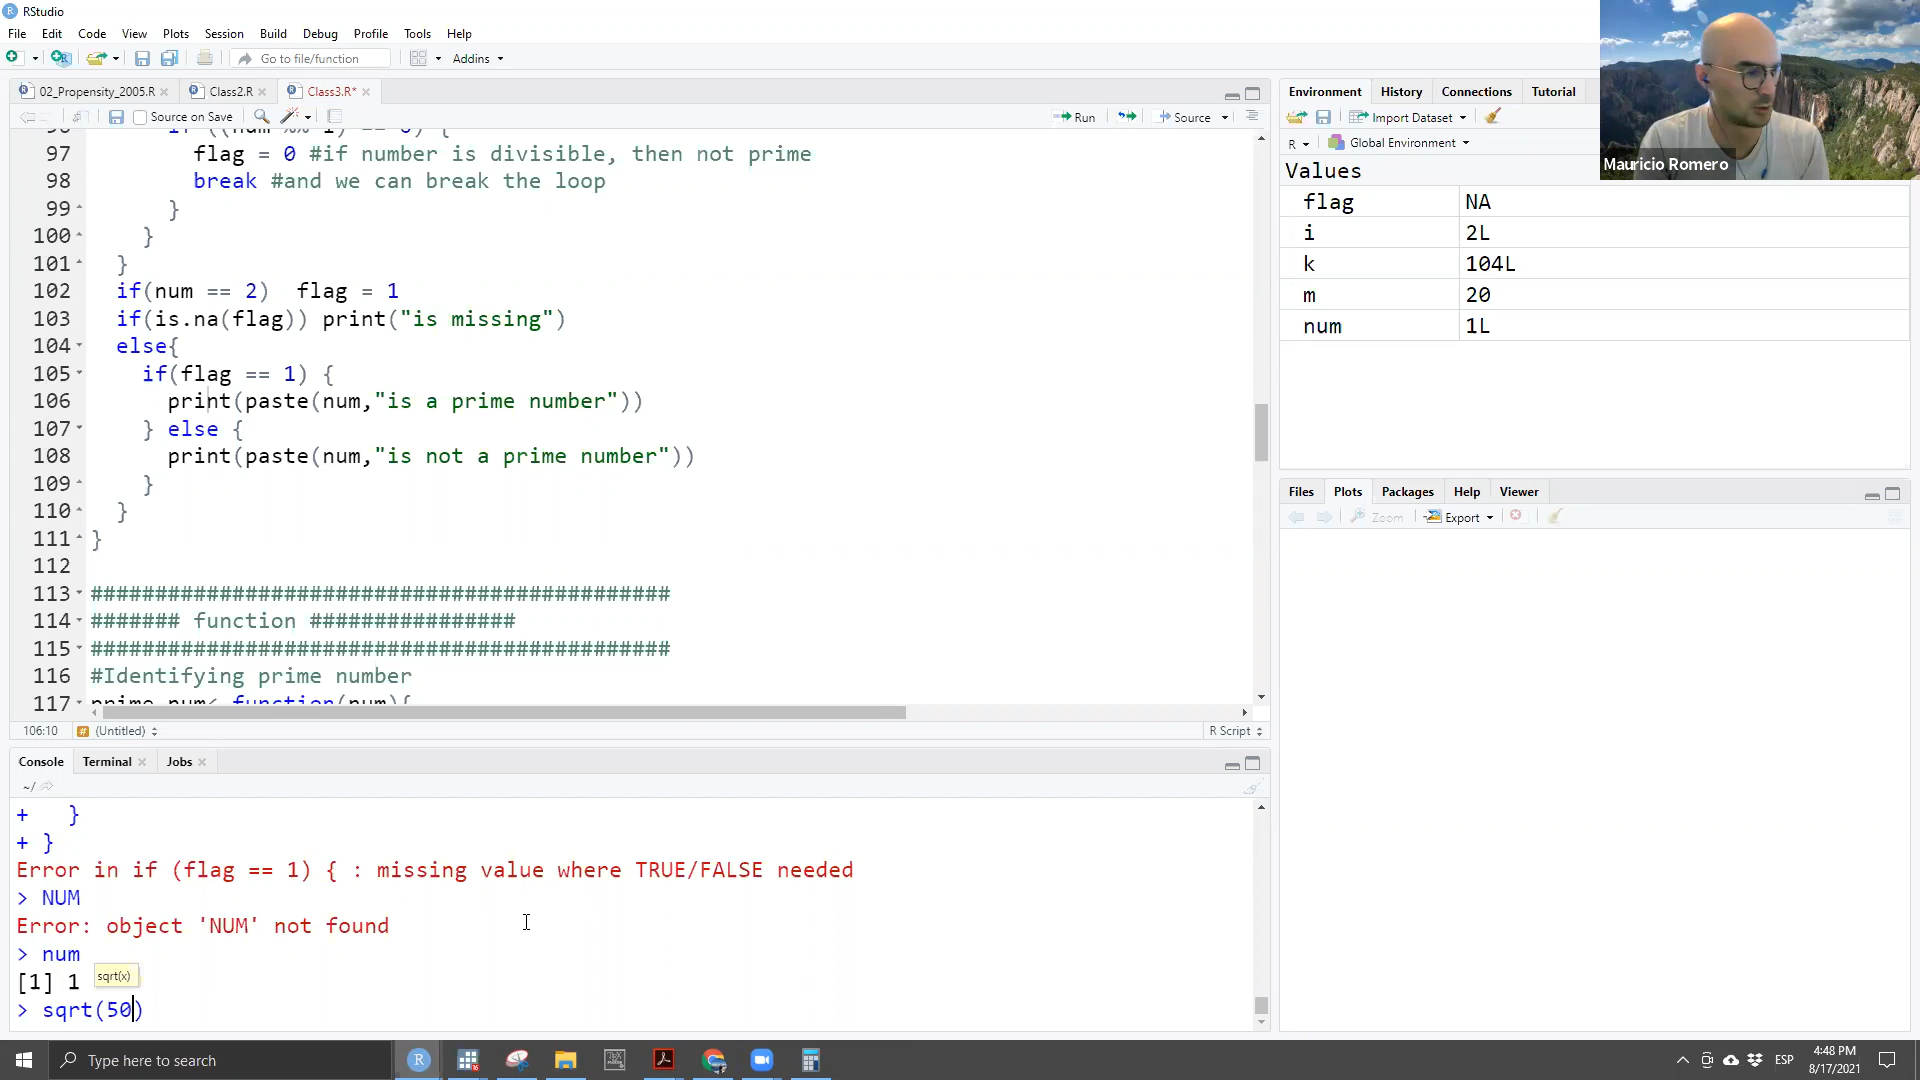 RStudio
File Edit Code View Plots Session Build Debug Profile Tools Help
Go to file/function Addins
02_Propensity_2005.R Class2.R Class3.R*
Source on Save Run Source
97 flag = 0 #if number is divisible, then not prime
98 break #and we can break the loop
99 }
100 }
101 }
102 if(num == 2) flag = 1
103 if(is.na(flag)) print("is missing")
104 else{
105 if(flag == 1) {
106 print(paste(num,"is a prime number"))
107 } else {
108 print(paste(num,"is not a prime number"))
109 }
110 }
111 }
112
113 #############################################
114 ####### function ################
115 #############################################
116 #Identifying prime number
117
106:10 (Untitled) R Script
Console Terminal Jobs
~/
+ }
+ }
Error in if (flag == 1) { : missing value where TRUE/FALSE needed
> NUM
Error: object 'NUM' not found
> num
[1] 1
sqrt(x)
> sqrt(50)
Environment History Connections Tutorial
Import Dataset
R Global Environment
Values
flag NA
i 2L
k 104L
m 20
num 1L
Files Plots Packages Help Viewer
Zoom Export
Mauricio Romero
Type here to search
ESP
4:48 PM
8/17/2021